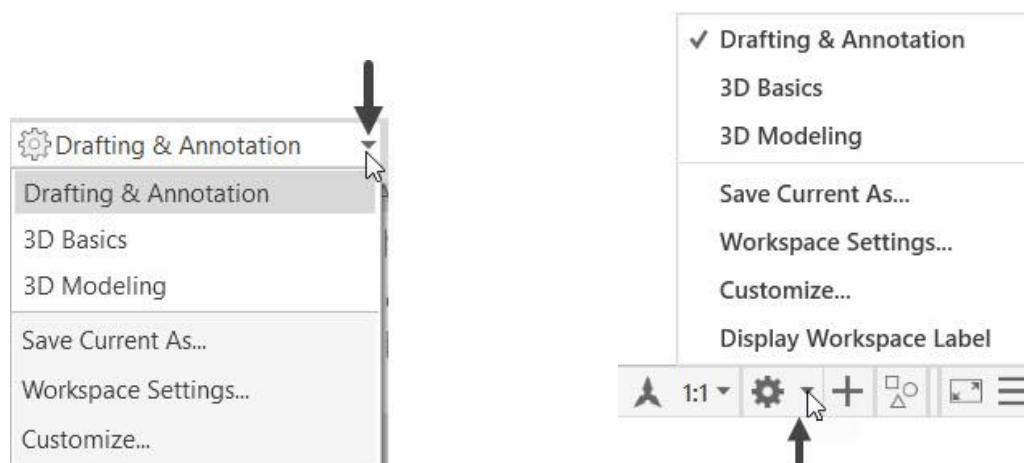 Drafting & Annotation
Drafting & Annotation
3D Basics
3D Modeling
Save Current As...
Workspace Settings...
Customize...
Drafting & Annotation
3D Basics
3D Modeling
Save Current As...
Workspace Settings...
Customize...
Display Workspace Label
1:1